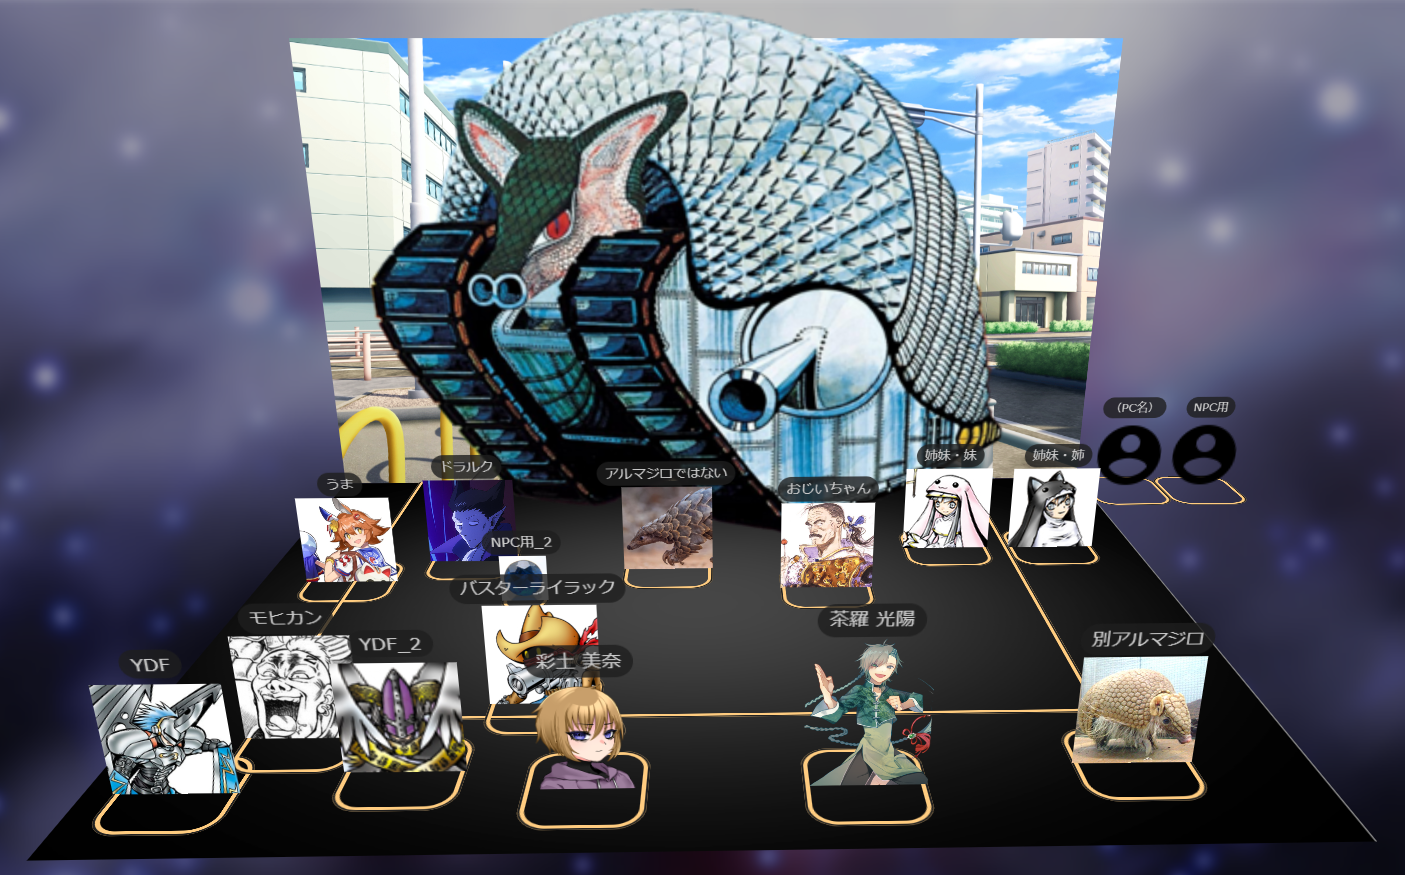 (PC名)
NPC用
姉妹・妹
姉妹・姉
ドラルク
アルマジロではない
うま
おじいちゃん
NPC用_2
バスターライラック
モヒカン
茶羅 光陽
YDF_2
別アルマジロ
YDF
彩土 美奈